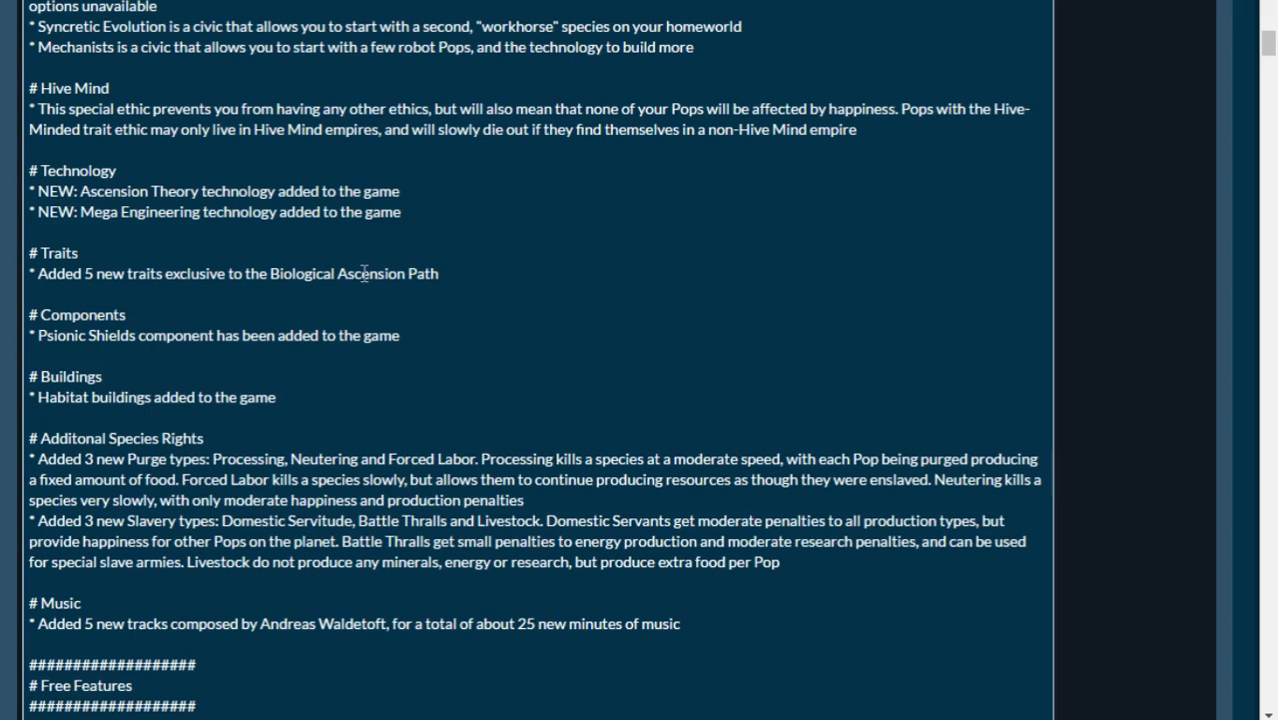 options unavailable
* Syncretic Evolution is a civic that allows you to start with a second, "workhorse" species on your homeworld
* Mechanists is a civic that allows you to start with a few robot Pops, and the technology to build more
# Hive Mind
* This special ethic prevents you from having any other ethics, but will also mean that none of your Pops will be affected by happiness. Pops with the Hive-
Minded trait ethic may only live in Hive Mind empires, and will slowly die out if they find themselves in a non-Hive Mind empire
# Technology
* NEW: Ascension Theory technology added to the game
* NEW: Mega Engineering technology added to the game
# Traits
* Added 5 new traits exclusive to the Biological Ascension Path
# Components
* Psionic Shields component has been added to the game
# Buildings
* Habitat buildings added to the game
# Additonal Species Rights
* Added 3 new Purge types: Processing, Neutering and Forced Labor. Processing kills a species at a moderate speed, with each Pop being purged producing
a fixed amount of food. Forced Labor kills a species slowly, but allows them to continue producing resources as though they were enslaved. Neutering kills a
species very slowly, with only moderate happiness and production penalties
* Added 3 new Slavery types: Domestic Servitude, Battle Thralls and Livestock. Domestic Servants get moderate penalties to all production types, but
provide happiness for other Pops on the planet. Battle Thralls get small penalties to energy production and moderate research penalties, and can be used
for special slave armies. Livestock do not produce any minerals, energy or research, but produce extra food per Pop
# Music
* Added 5 new tracks composed by Andreas Waldetoft, for a total of about 25 new minutes of music
###################
# Free Features
###################